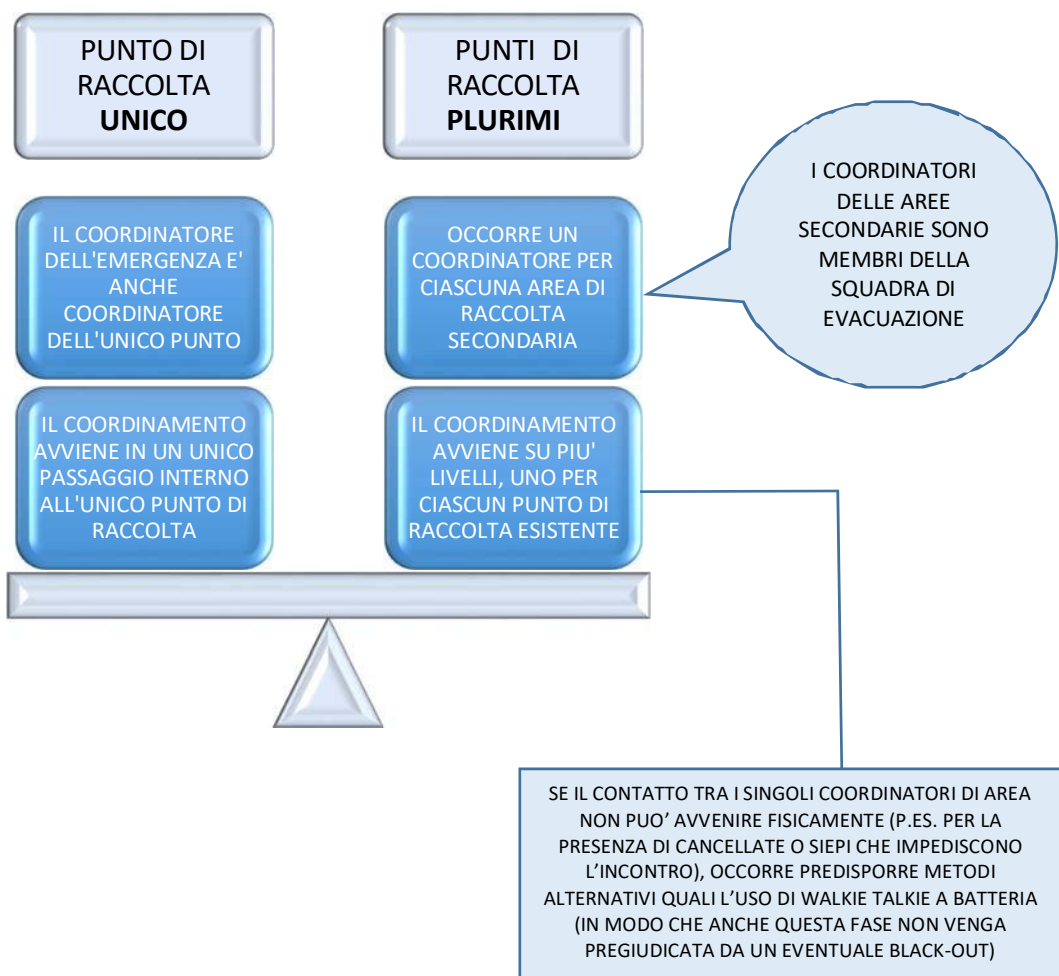 PUNTO DI
RACCOLTA
UNICO
PUNTI DI
RACCOLTA
PLURIMI
IL COORDINATORE
DELL'EMERGENZA E'
ANCHE
COORDINATORE
DELL'UNICO PUNTO
OCCORRE UN
COORDINATORE PER
CIASCUNA AREA DI
RACCOLTA
SECONDARIA
I COORDINATORI
DELLE AREE
SECONDARIE SONO
MEMBRI DELLA
SQUADRA DI
EVACUAZIONE
IL COORDINAMENTO
AVVIENE IN UN UNICO
PASSAGGIO INTERNO
ALL'UNICO PUNTO DI
RACCOLTA
IL COORDINAMENTO
AVVIENE SU PIU'
LIVELLI, UNO PER
CIASCUN PUNTO DI
RACCOLTA ESISTENTE
SE IL CONTATTO TRA I SINGOLI COORDINATORI DI AREA
NON PUO’ AVVENIRE FISICAMENTE (P.ES. PER LA
PRESENZA DI CANCELLATE O SIEPI CHE IMPEDISCONO
L’INCONTRO), OCCORRE PREDISPORRE METODI
ALTERNATIVI QUALI L’USO DI WALKIE TALKIE A BATTERIA
(IN MODO CHE ANCHE QUESTA FASE NON VENGA
PREGIUDICATA DA UN EVENTUALE BLACK-OUT)